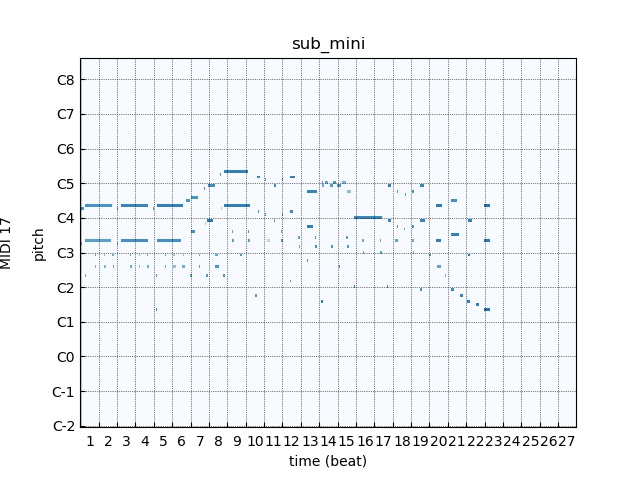 sub_mini
C8
C7
C6
C5
C4
C3
C2
C1
C0
C-1
C-2
MIDI 17
pitch
1 2 3 4 5 6 7 8 9 10 11 12 13 14 15 16 17 18 19 20 21 22 23 24 25 26 27
time (beat)